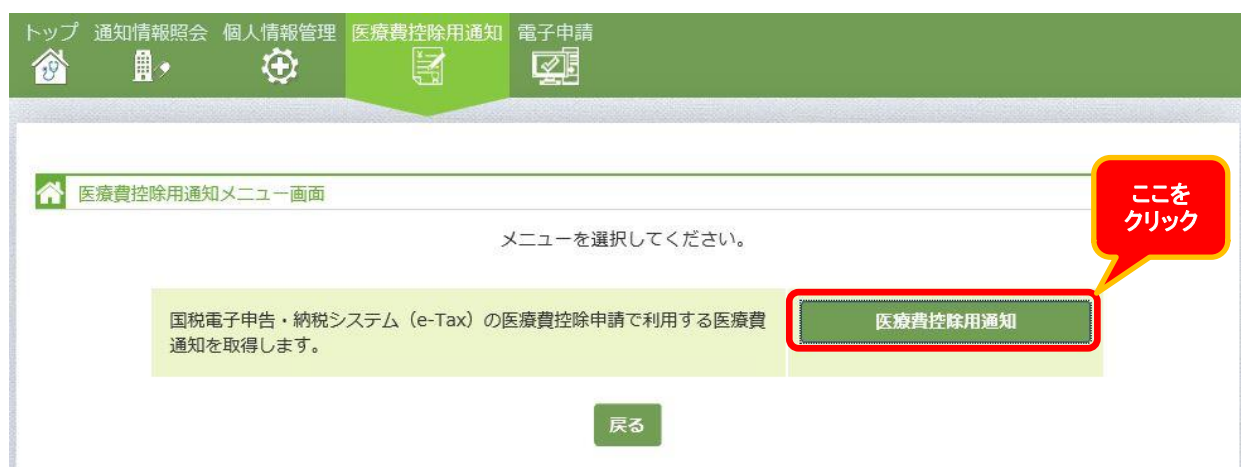 トップ 通知情報照会 個人情報管理 医療費控除用通知 電子申請
医療費控除用通知メニュー画面
ここを
クリック
メニューを選択してください。
国税電子申告・納税システム（e-Tax）の医療費控除申請で利用する医療費
通知を取得します。
医療費控除用通知
戻る